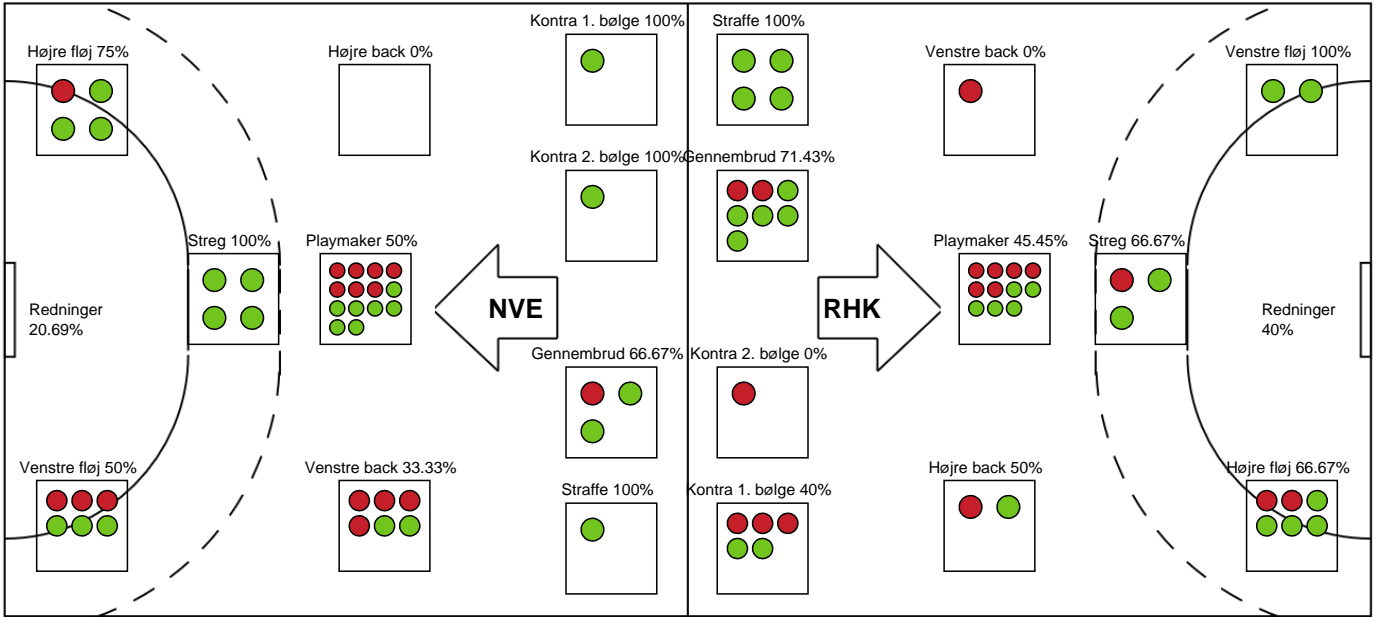 Kontra 1. bølge 100%
Straffe 100%
Højre fløj 75%
Højre back 0%
Venstre back 0%
Venstre fløj 100%
Kontra 2. bølge 100%
Gennembrud 71.43%
Streg 100%
Playmaker 50%
Playmaker 45.45%
Streg 66.67%
Redninger
20.69%
NVE
RHK
Redninger
40%
Gennembrud 66.67%
Kontra 2. bølge 0%
Venstre fløj 50%
Venstre back 33.33%
Højre back 50%
Højre fløj 66.67%
Straffe 100%
Kontra 1. bølge 40%